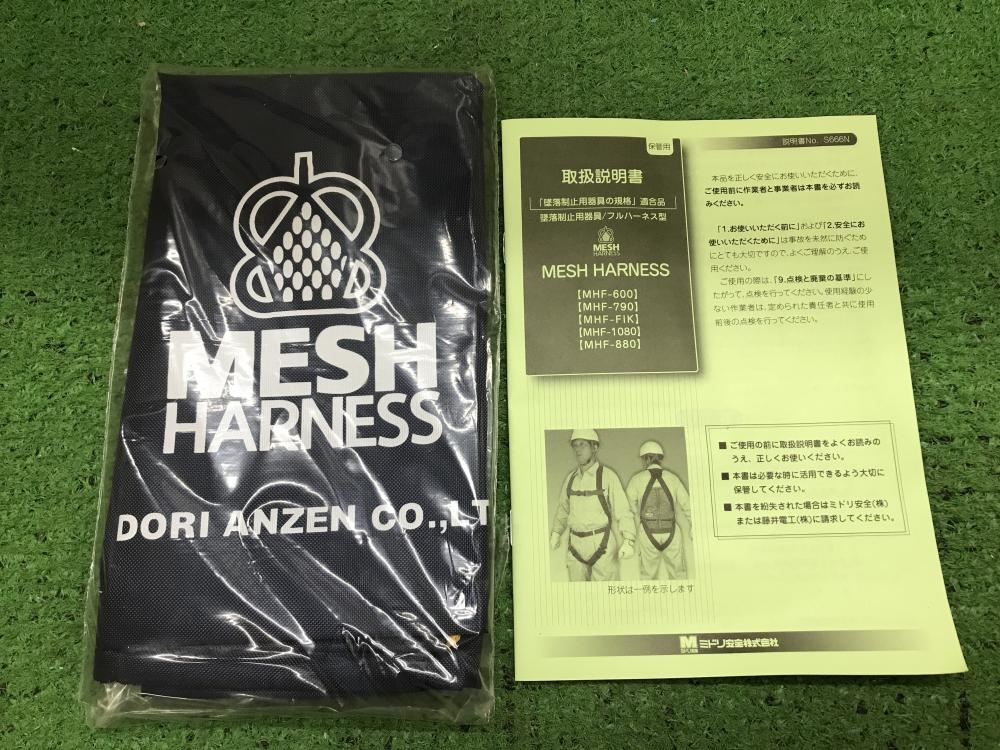 MESH
HARNESS
DORI ANZEN CO.,LT
保管用
取扱説明書
「墜落制止用器具の規格」適合品
墜落制止用器具/フルハーネス型
MESH
HARNESS
MESH HARNESS
【MHF-600】
【MHF-790】
【MHF-FIK】
【MHF-1080】
【MHF-880】
説明書No. S666N
本品を正しく安全にお使いいただくために、
ご使用前に作業者と事業者は本書を必ずお読
みください。
「1.お使いいただく前に」および「2.安全にお
使いいただくために」は事故を未然に防ぐため
にとても大切ですので、よくご理解のうえ、ご使
用ください。
ご使用の際は、「9.点検と廃棄の基準」にし
たがって、点検を行ってください。使用経験の少
ない作業者は、定められた責任者と共に使用
前後の点検を行ってください。
■ ご使用の前に取扱説明書をよくお読みの
うえ、正しくお使いください。
■ 本書は必要な時に活用できるよう大切に
保管してください。
■ 本書を紛失された場合はミドリ安全(株)
または藤井電工(株)に請求してください。
形状は一例を示します
ミドリ安全株式会社